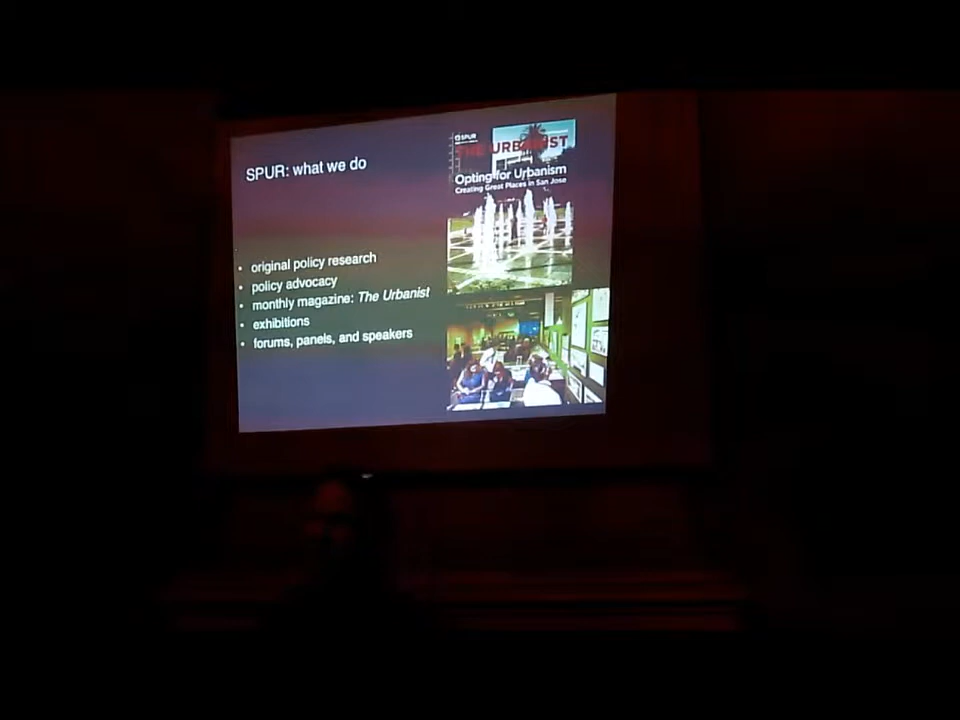 SPUR: what we do
• original policy research
• policy advocacy
• monthly magazine: The Urbanist
• exhibitions
• forums, panels, and speakers
SPUR
THE URBANIST
Opting for Urbanism
Creating Great Places in San Jose